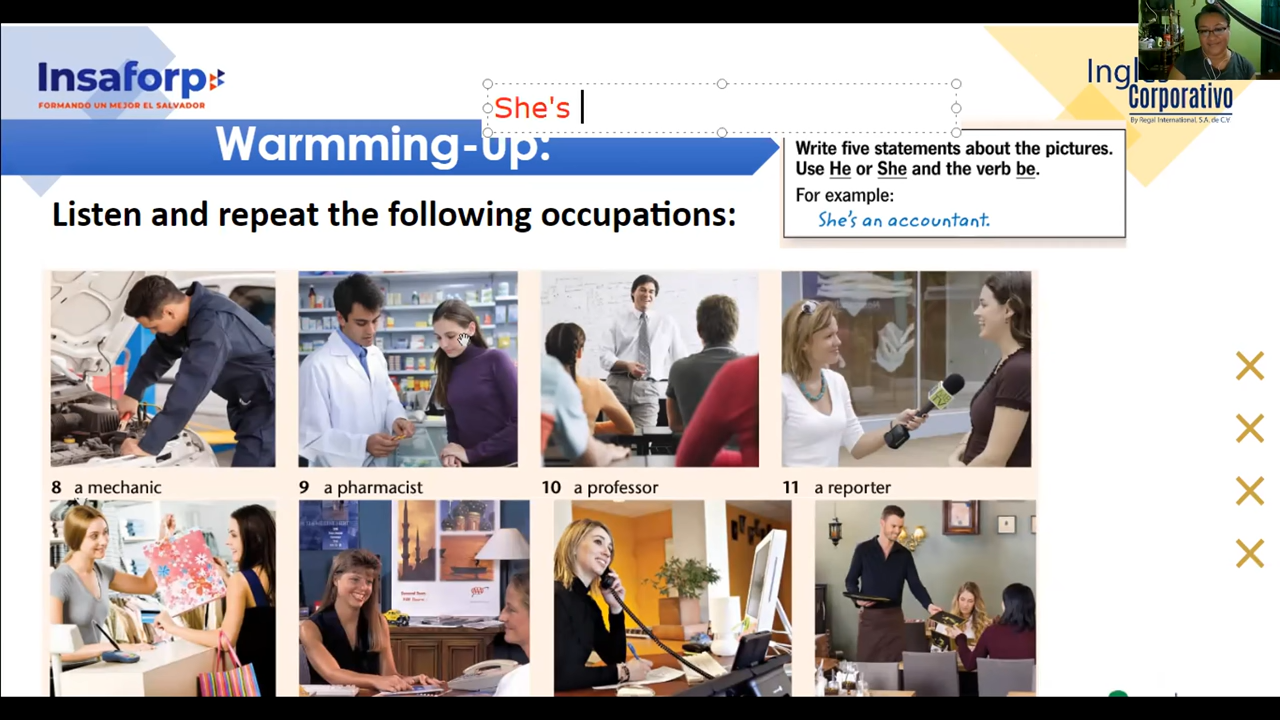 Insaforp
FORMANDO UN MEJOR EL SALVADOR
She's
Ingles
Corporativo
By Regal International, S.A. de C.V.
Warmming-up:
Write five statements about the pictures.
Use He or She and the verb be.
For example:
She's an accountant.
Listen and repeat the following occupations:
8 a mechanic
9 a pharmacist
10 a professor
11 a reporter